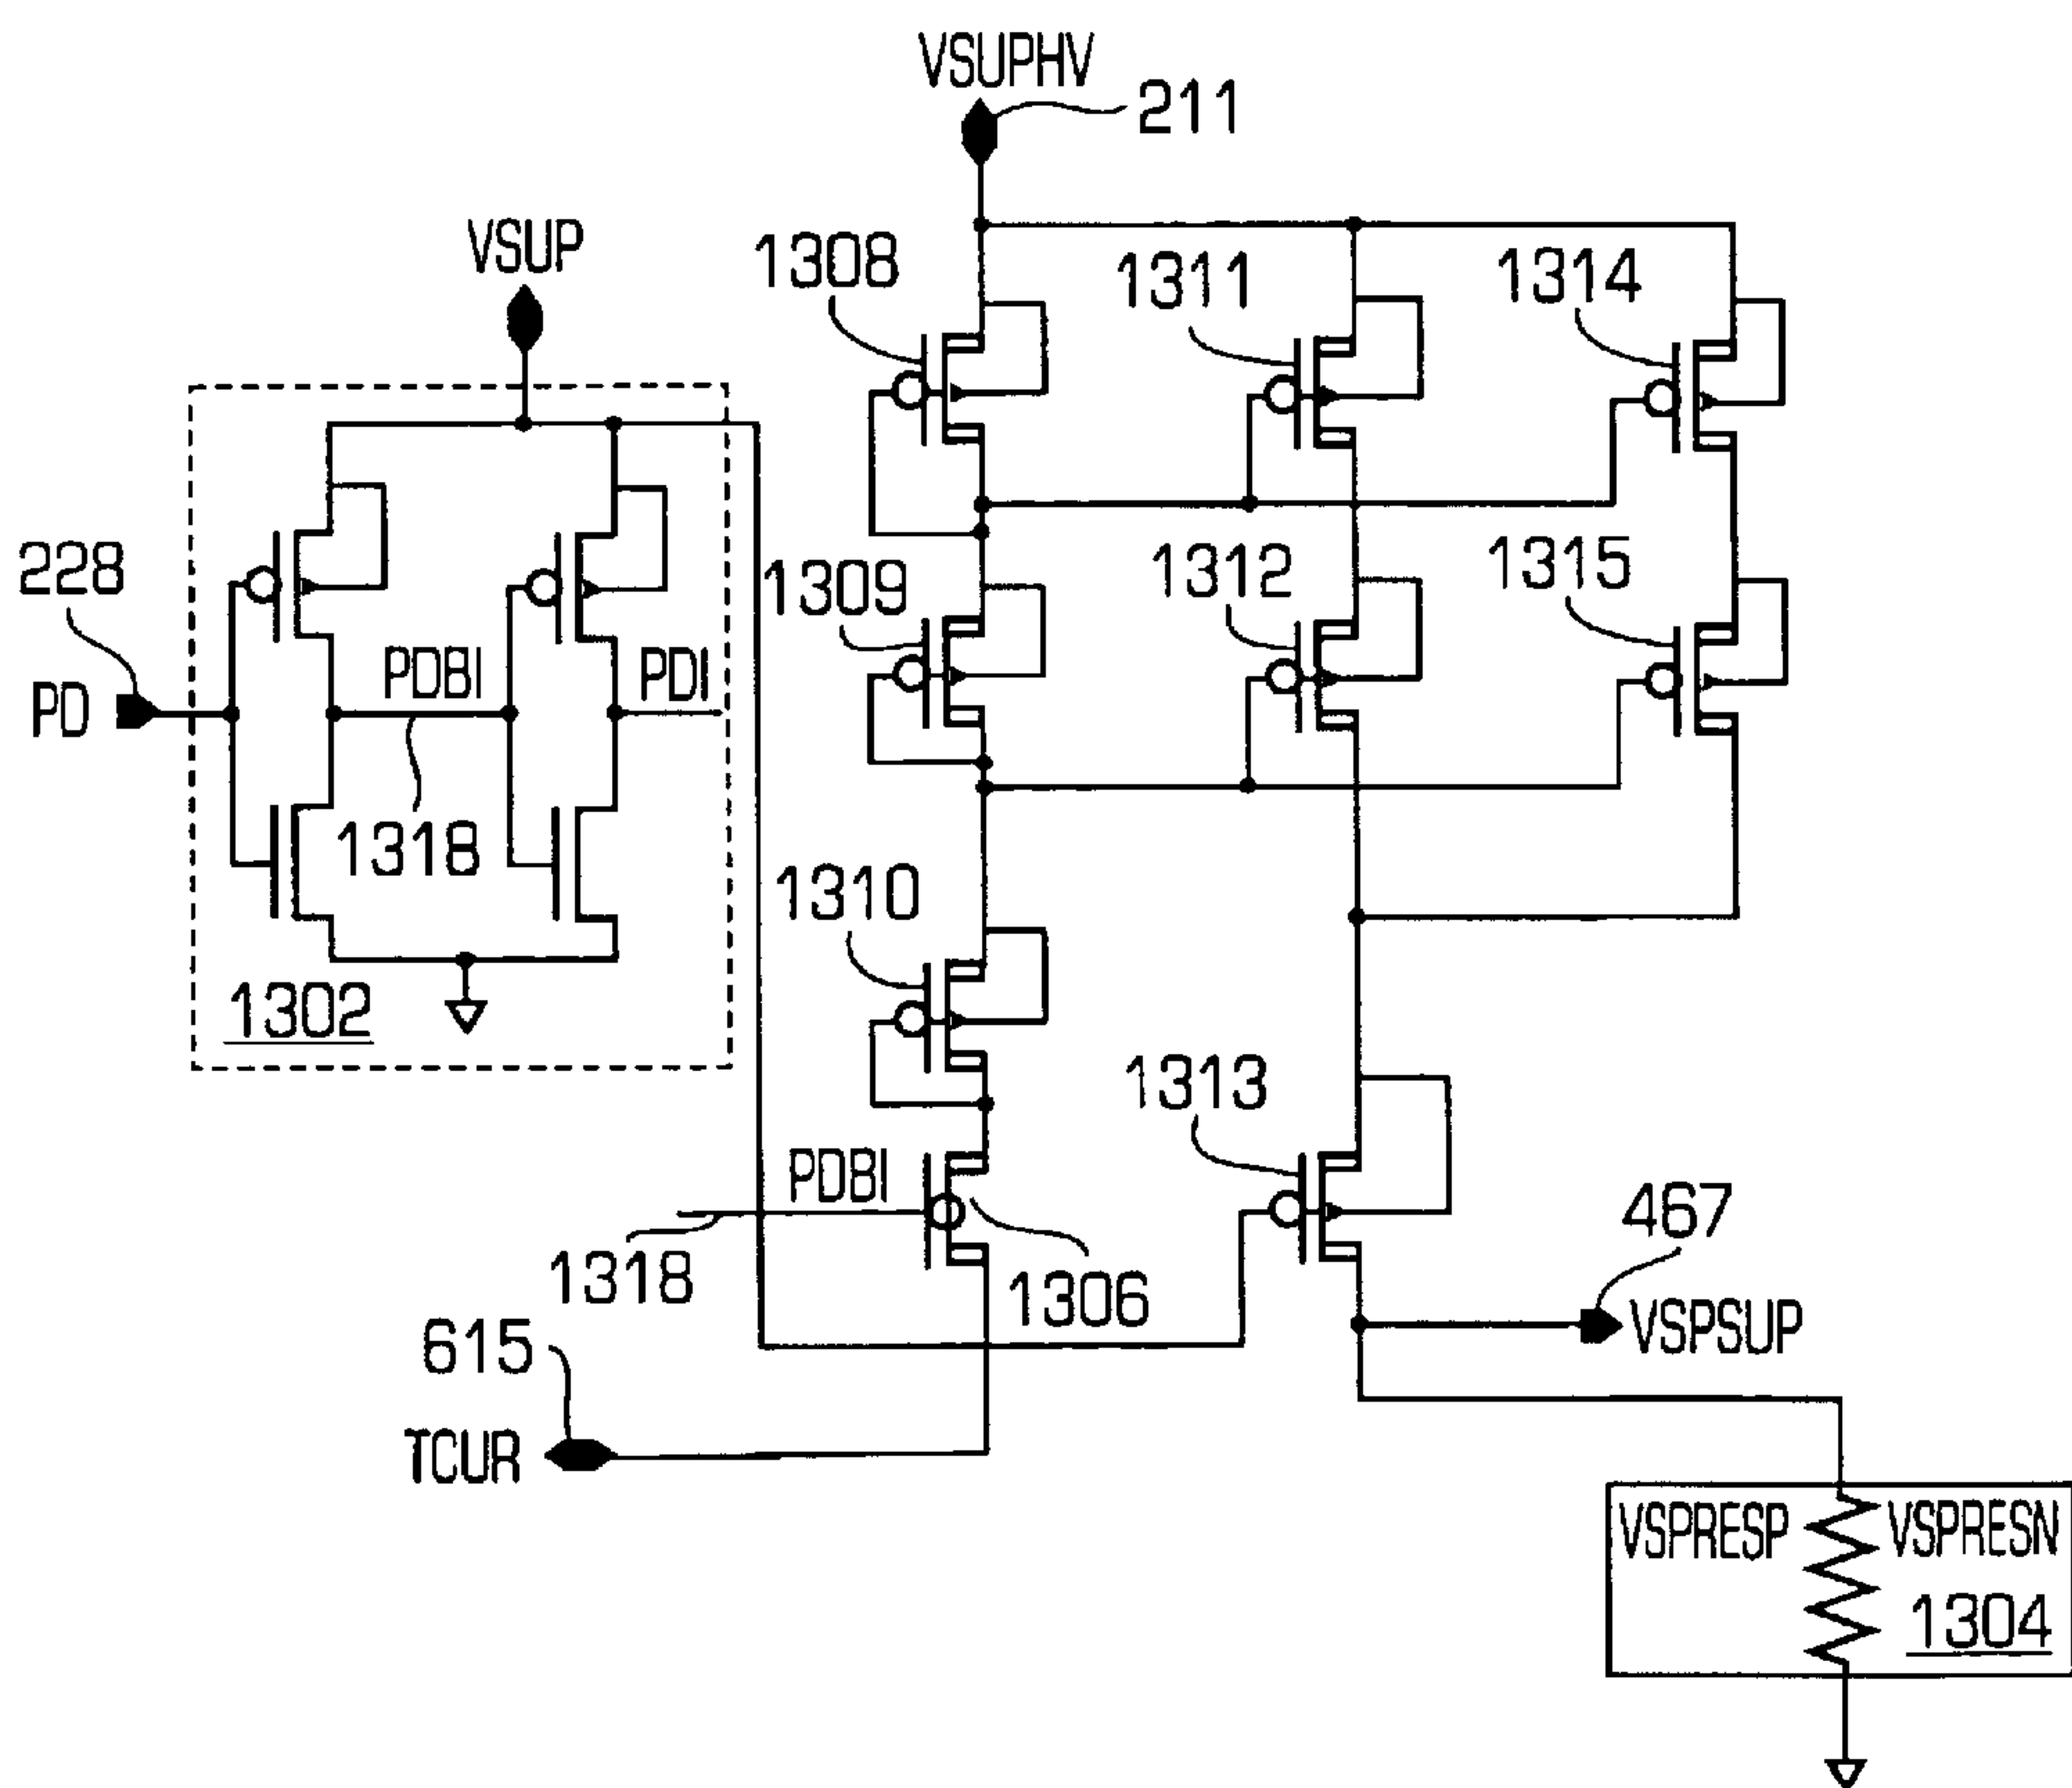 VSUPHV
211
VSUP
1308
1311
1314
228
PD
PDBI
PDI
1309
1312
1315
1318
1310
1302
1313
PDBI
467
1318
1306
615
VSPSUP
TCUR
VSPRESP
VSPRESN
1304